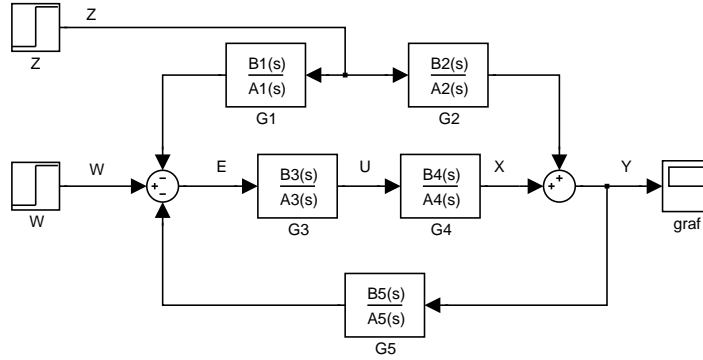 Z
Z
B1(s)
A1(s)
G1
B2(s)
A2(s)
G2
W
W
E
B3(s)
A3(s)
G3
U
B4(s)
A4(s)
G4
X
Y
graf
B5(s)
A5(s)
G5